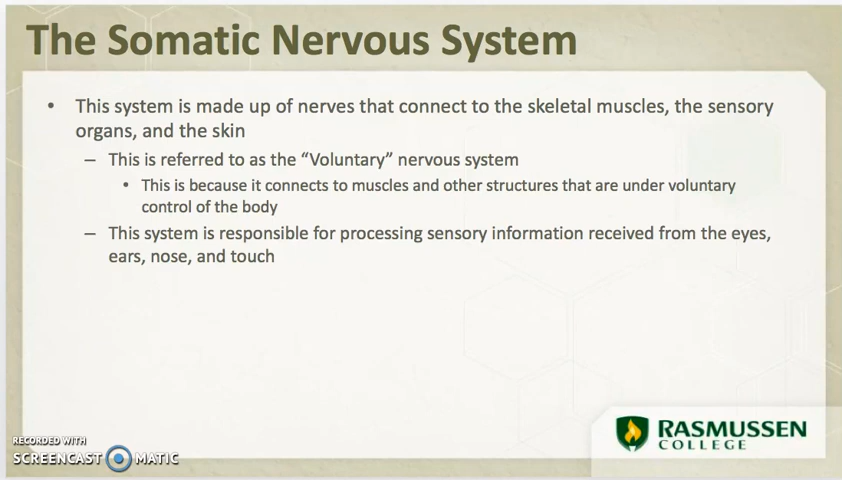 The Somatic Nervous System
• This system is made up of nerves that connect to the skeletal muscles, the sensory
organs, and the skin
– This is referred to as the “Voluntary” nervous system
• This is because it connects to muscles and other structures that are under voluntary
control of the body
– This system is responsible for processing sensory information received from the eyes,
ears, nose, and touch
RECORDED WITH
SCREENCAST MATIC
RASMUSSEN
COLLEGE